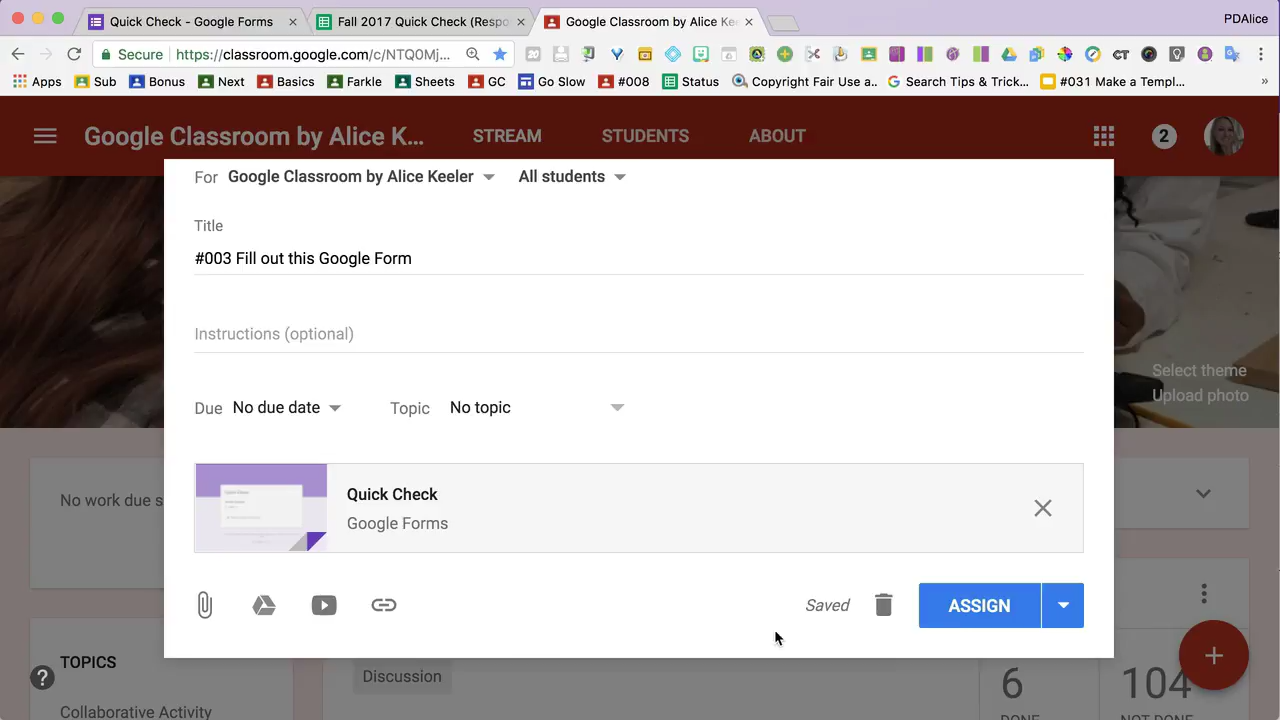 Quick Check - Google Forms
Fall 2017 Quick Check (Respo
Google Classroom by Alice Ke
PDAlice
Secure
https://classroom.google.com/c/NTQ0Mj...
Apps
Sub
Bonus
Next
Basics
Farkle
Sheets
GC
Go Slow
#008
Status
Copyright Fair Use a..
Search Tips & Trick...
#031 Make a Templ...
»
Google Classroom by Alice K...
STREAM
STUDENTS
ABOUT
2
For Google Classroom by Alice Keeler
All students
Title
#003 Fill out this Google Form
Instructions (optional)
Select theme
Upload photo
Due No due date
Topic No topic
No work due s
Quick Check
Google Forms
Saved
ASSIGN
TOPICS
Discussion
6
104
DONE
NOT DONE
Collaborative Activity